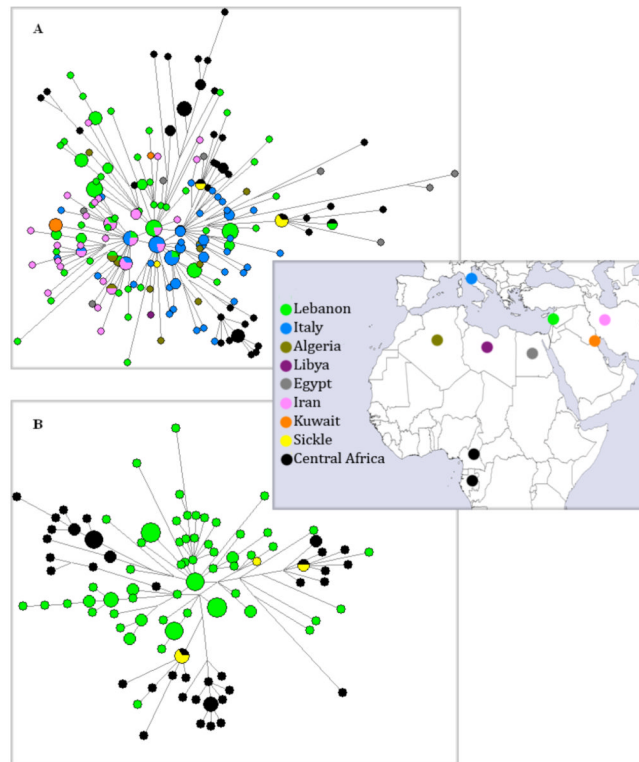 A
Lebanon
Italy
Algeria
Libya
Egypt
Iran
Kuwait
Sickle
Central Africa
B